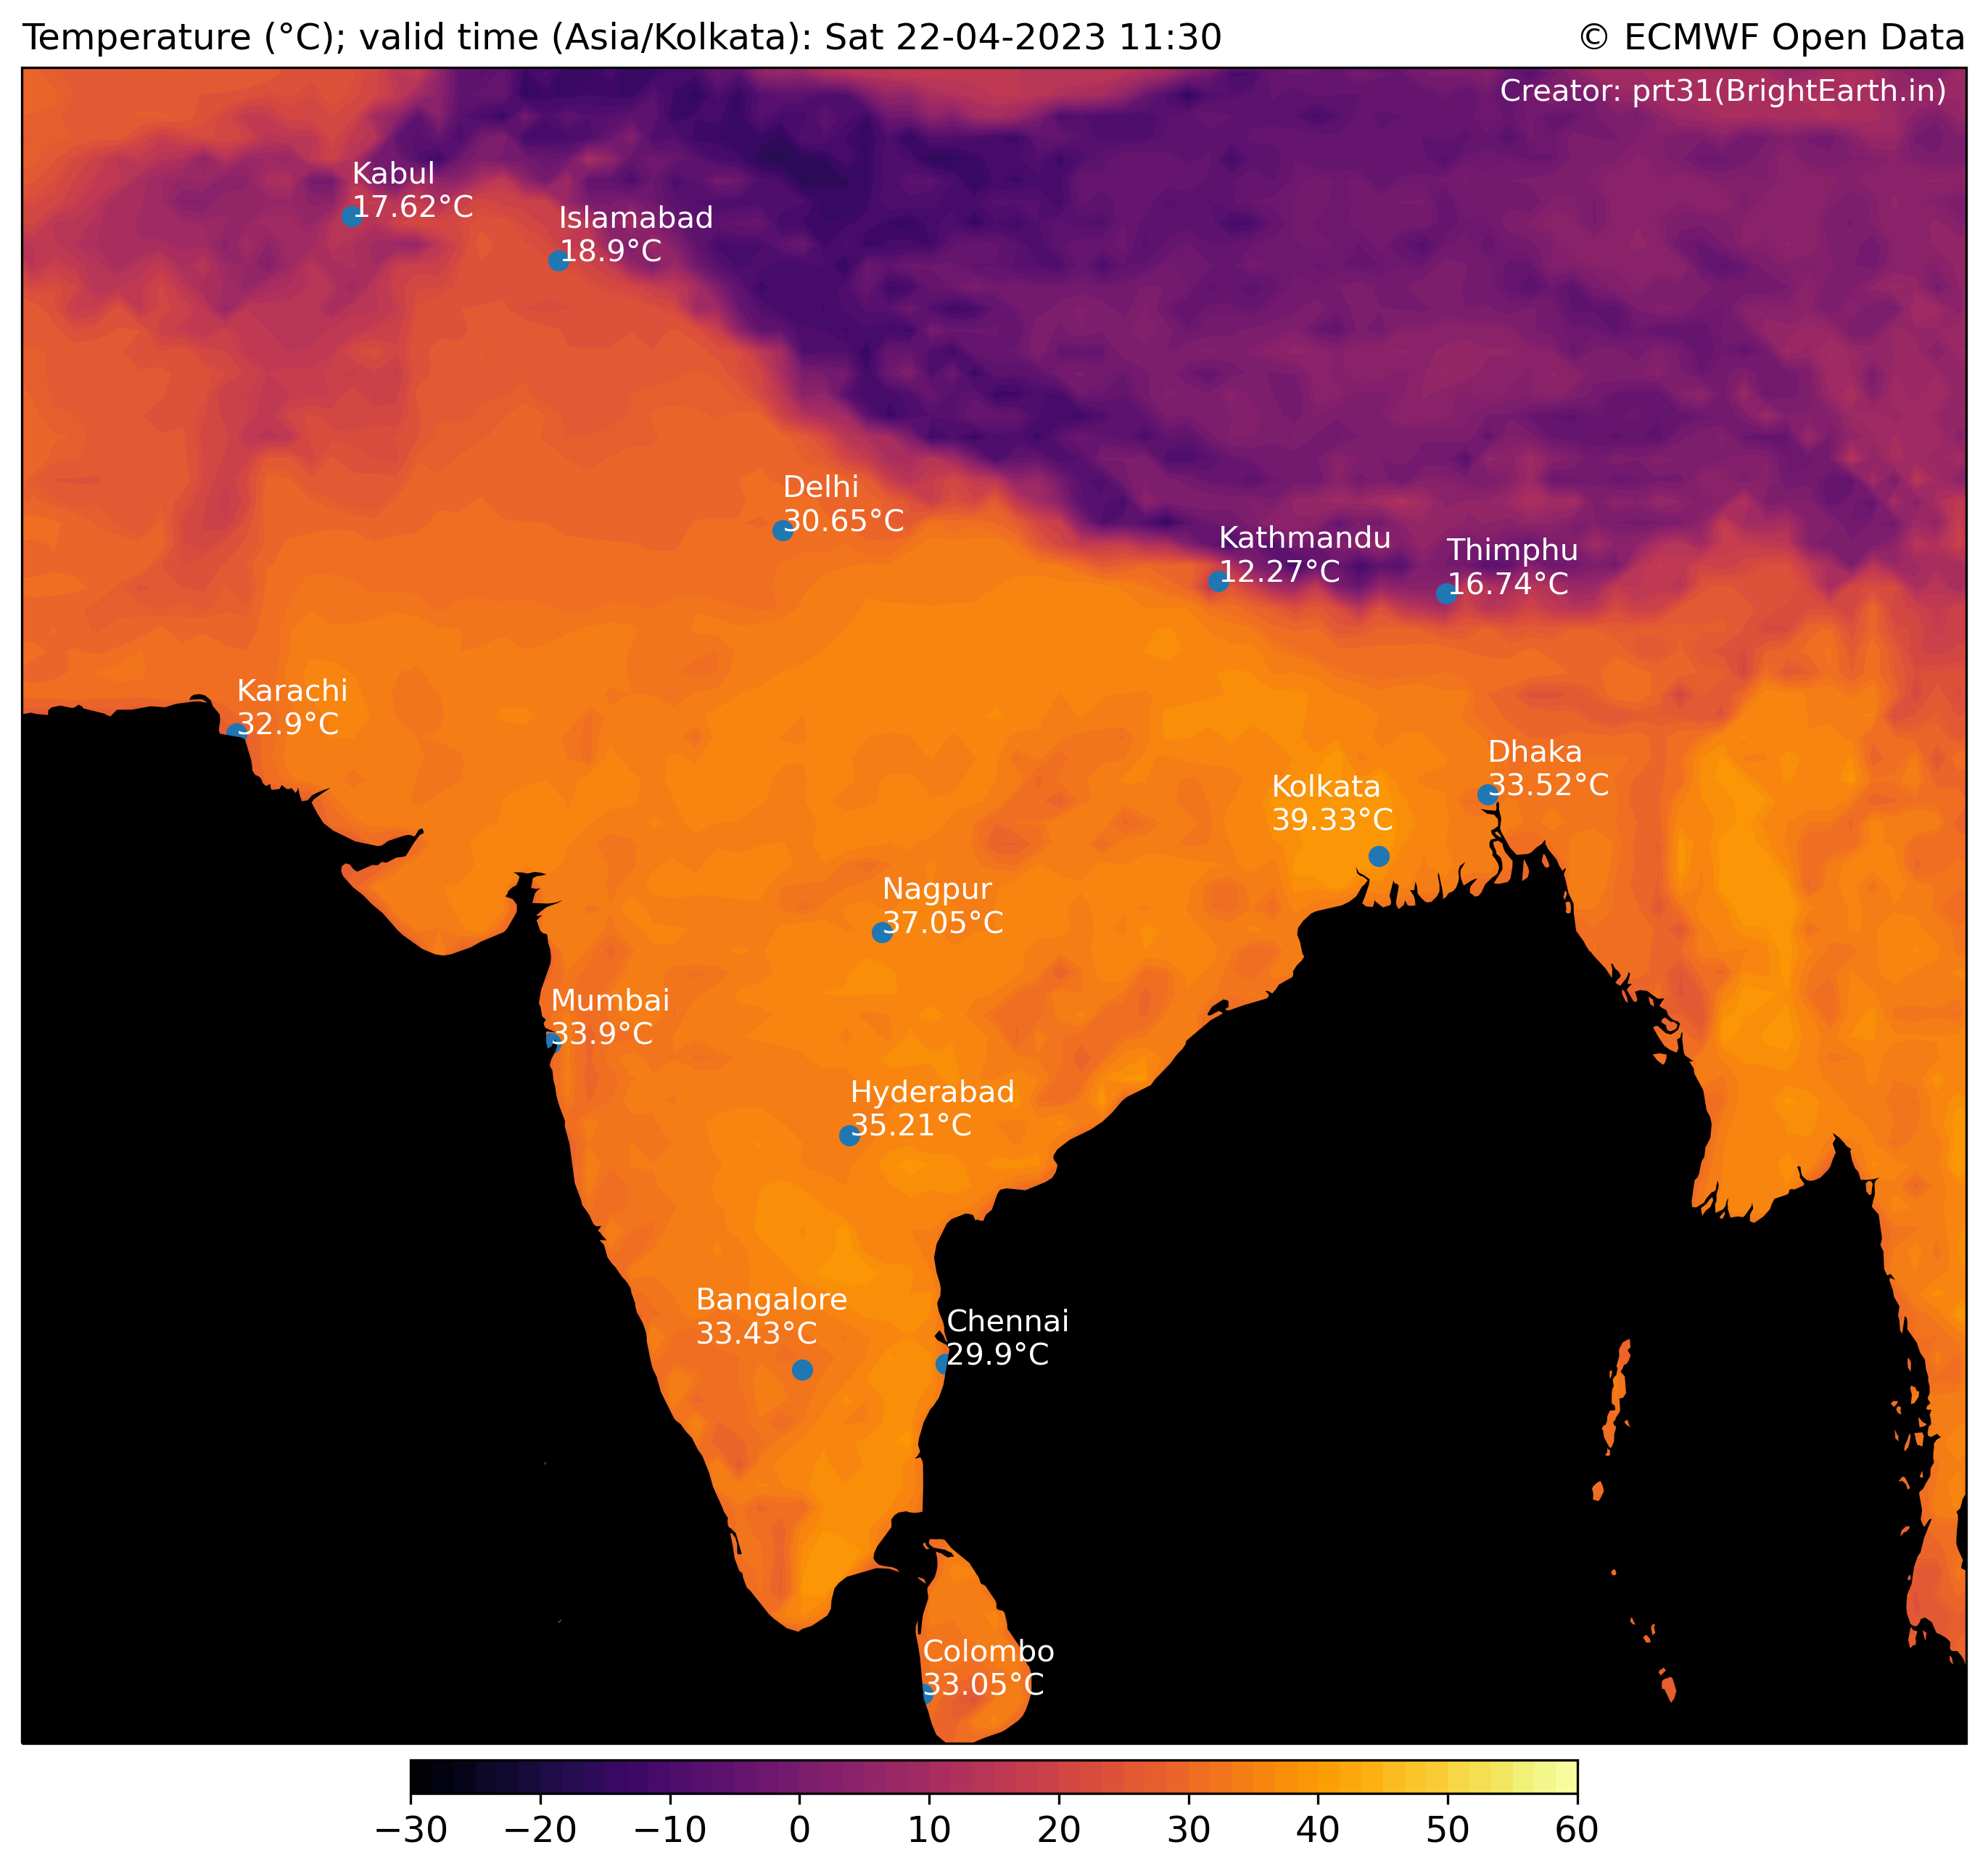 Temperature (°C); valid time (Asia/Kolkata): Sat 22-04-2023 11:30
© ECMWF Open Data
Creator: prt31(BrightEarth.in)
Kabul
17.62°C
Islamabad
18.9°C
Delhi
30.65°C
Kathmandu
12.27°C
Thimphu
16.74°C
Karachi
32.9°C
Dhaka
33.52°C
Kolkata
39.33°C
Nagpur
37.05°C
Mumbai
33.9°C
Hyderabad
35.21°C
Bangalore
33.43°C
Chennai
29.9°C
Colombo
33.05°C
−30 −20 −10 0 10 20 30 40 50 60